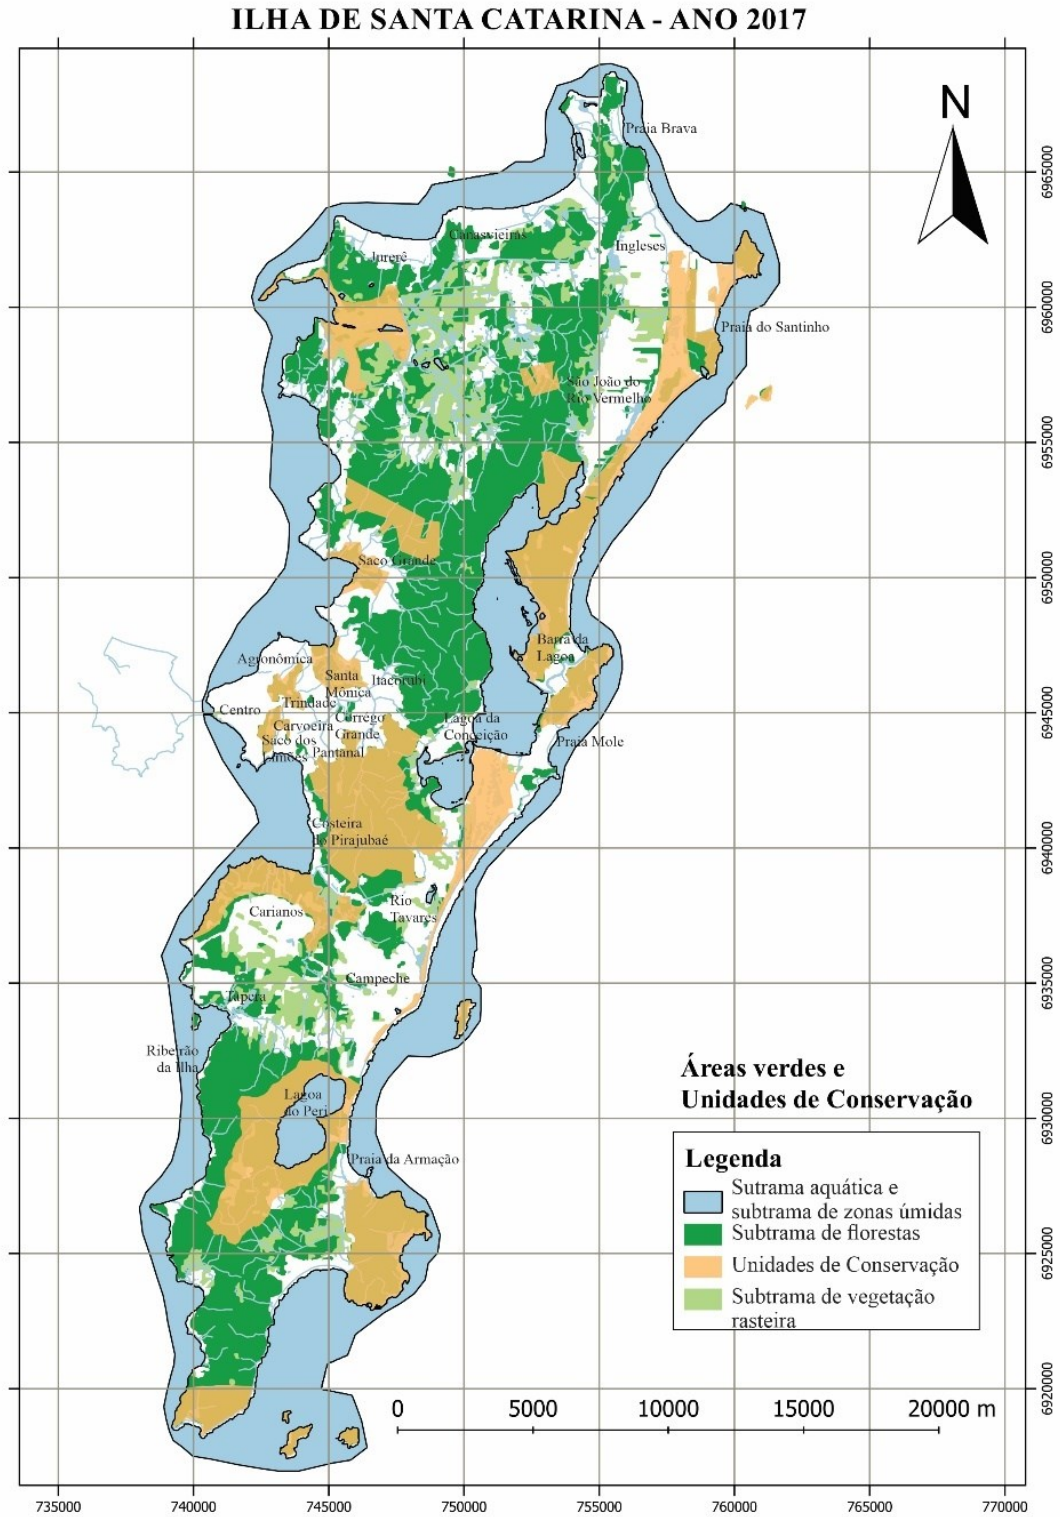 ILHA DE SANTA CATARINA - ANO 2017
N
Praia Brava
6965000
Canasvieiras
Ingleses
Jurerê
6960000
Praia do Santinho
São João do
Rio Vermelho
6955000
Saco Grande
6950000
Barra da
Lagoa
Agronômica
Santa
Mônica
Itacorubi
Trindade
Centro
Córrego
Grande
Lagoa da
Conceição
6945000
Carvoeira
Saco dos
Limões
Pantanal
Praia Mole
Costeira
do Pirajubaé
6940000
Rio
Tavares
Carianos
Campeche
6935000
Tapera
Ribeirão
da Ilha
Lagoa
do Peri
6930000
Praia da Armação
Áreas verdes e
Unidades de Conservação
Legenda
Sutrama aquática e
subtrama de zonas úmidas
Subtrama de florestas
Unidades de Conservação
Subtrama de vegetação
rasteira
6925000
6920000
0 5000 10000 15000 20000 m
735000 740000 745000 750000 755000 760000 765000 770000